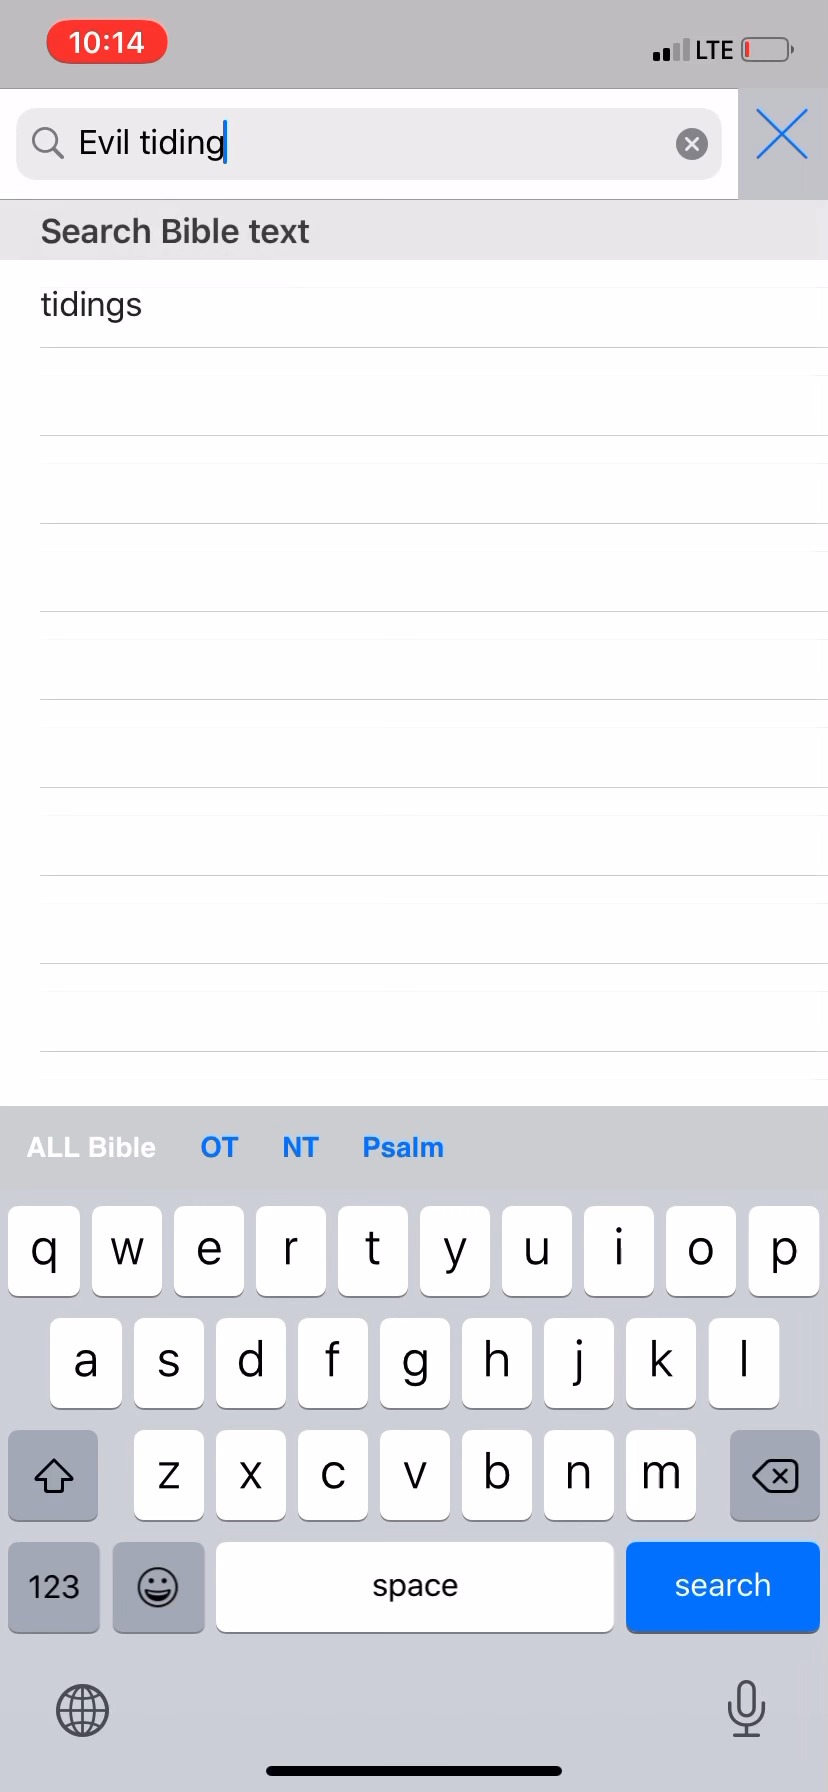 10:14 LTE
Evil tiding
Search Bible text
tidings
ALL Bible OT NT Psalm
q w e r t y u i o p
a s d f g h j k l
z x c v b n m
123 space search